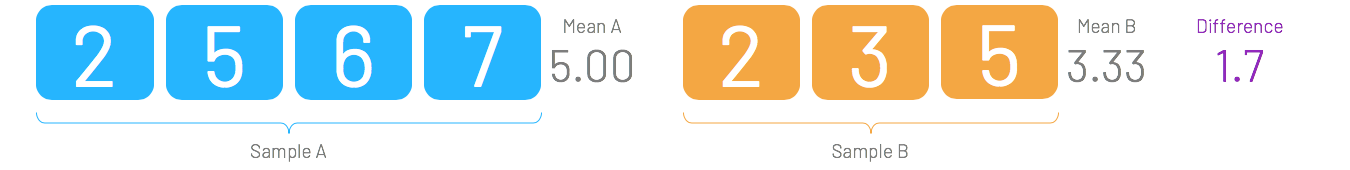 2 5 6 7 Mean A 5.00 2 3 5 Mean B 3.33 Difference 1.7
Sample A Sample B